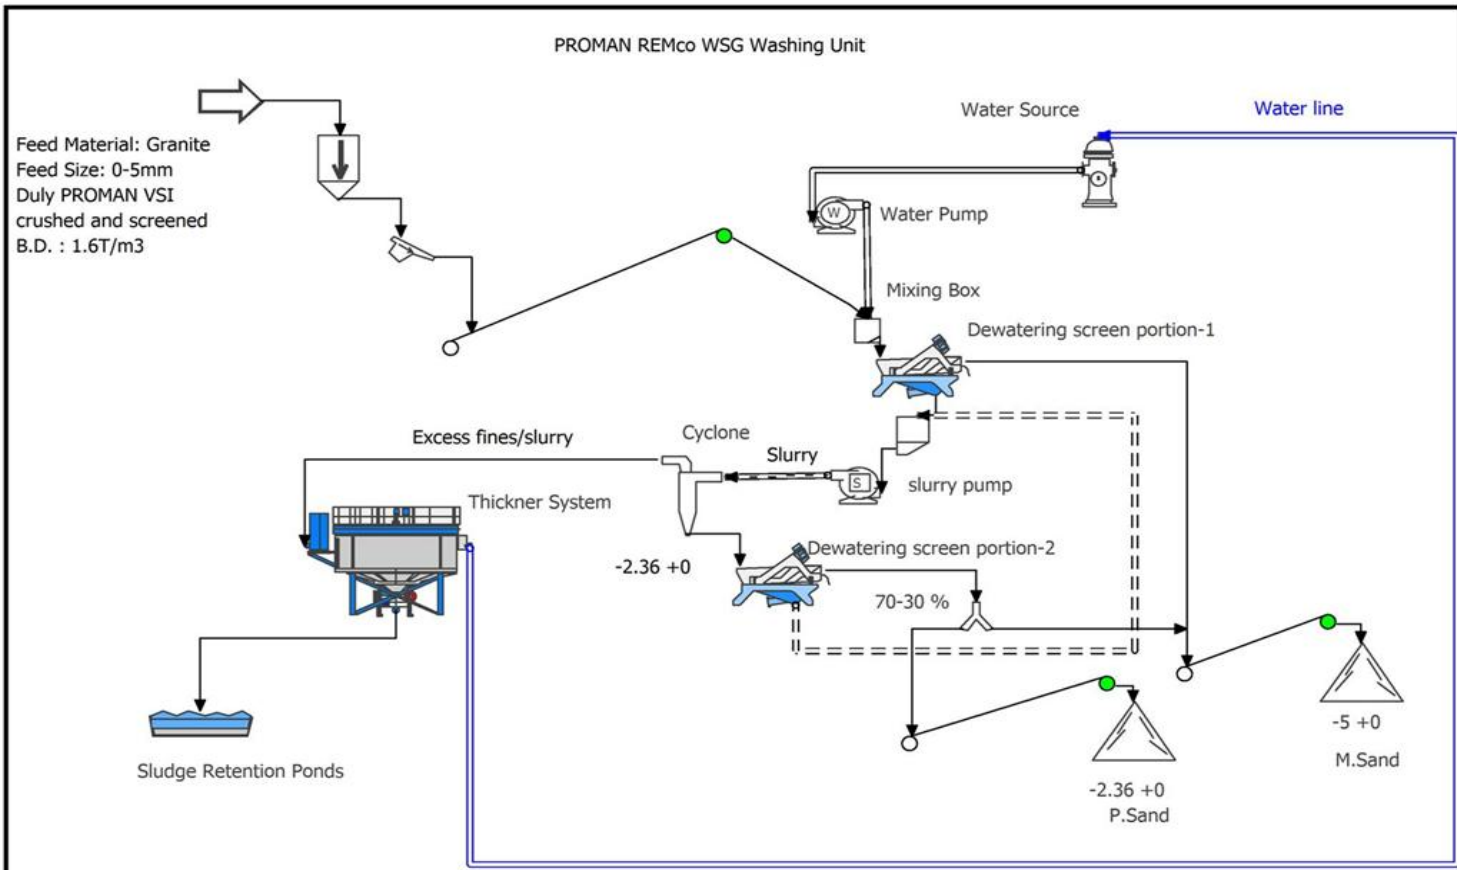 PROMAN REMco WSG Washing Unit
Water Source
Water line
Feed Material: Granite
Feed Size: 0-5mm
Duly PROMAN VSI
crushed and screened
B.D. : 1.6T/m3
W
Water Pump
Mixing Box
Dewatering screen portion-1
Excess fines/slurry
Cyclone
Slurry
S
slurry pump
Thickner System
Dewatering screen portion-2
-2.36 +0
70-30 %
-5 +0
M.Sand
Sludge Retention Ponds
-2.36 +0
P.Sand